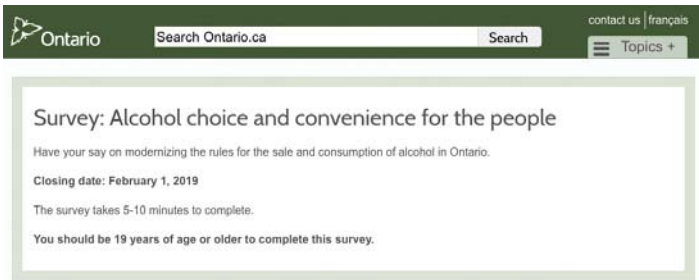 contact us | français
Ontario
Search Ontario.ca
Search
Topics +
Survey: Alcohol choice and convenience for the people
Have your say on modernizing the rules for the sale and consumption of alcohol in Ontario.
Closing date: February 1, 2019
The survey takes 5-10 minutes to complete.
You should be 19 years of age or older to complete this survey.